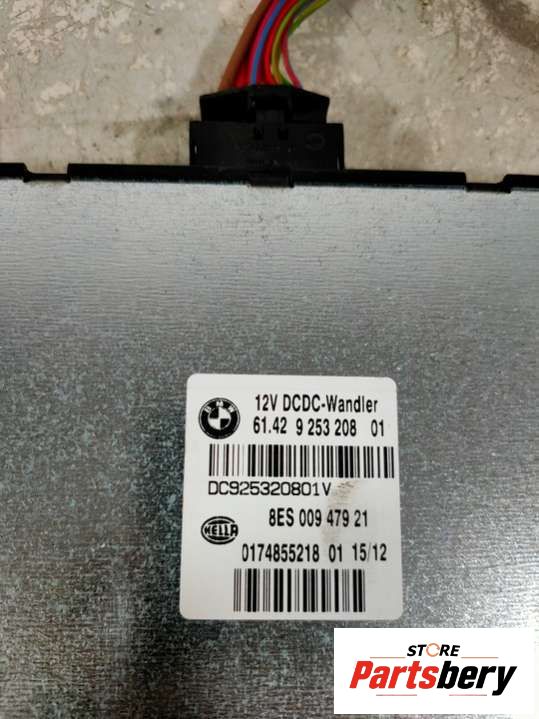 BMW
12V DCDC-Wandler
61.42 9 253 208 01
DC925320801V
8ES 009 479 21
HELLA
0174855218 01 15/12
STORE
Partsbery